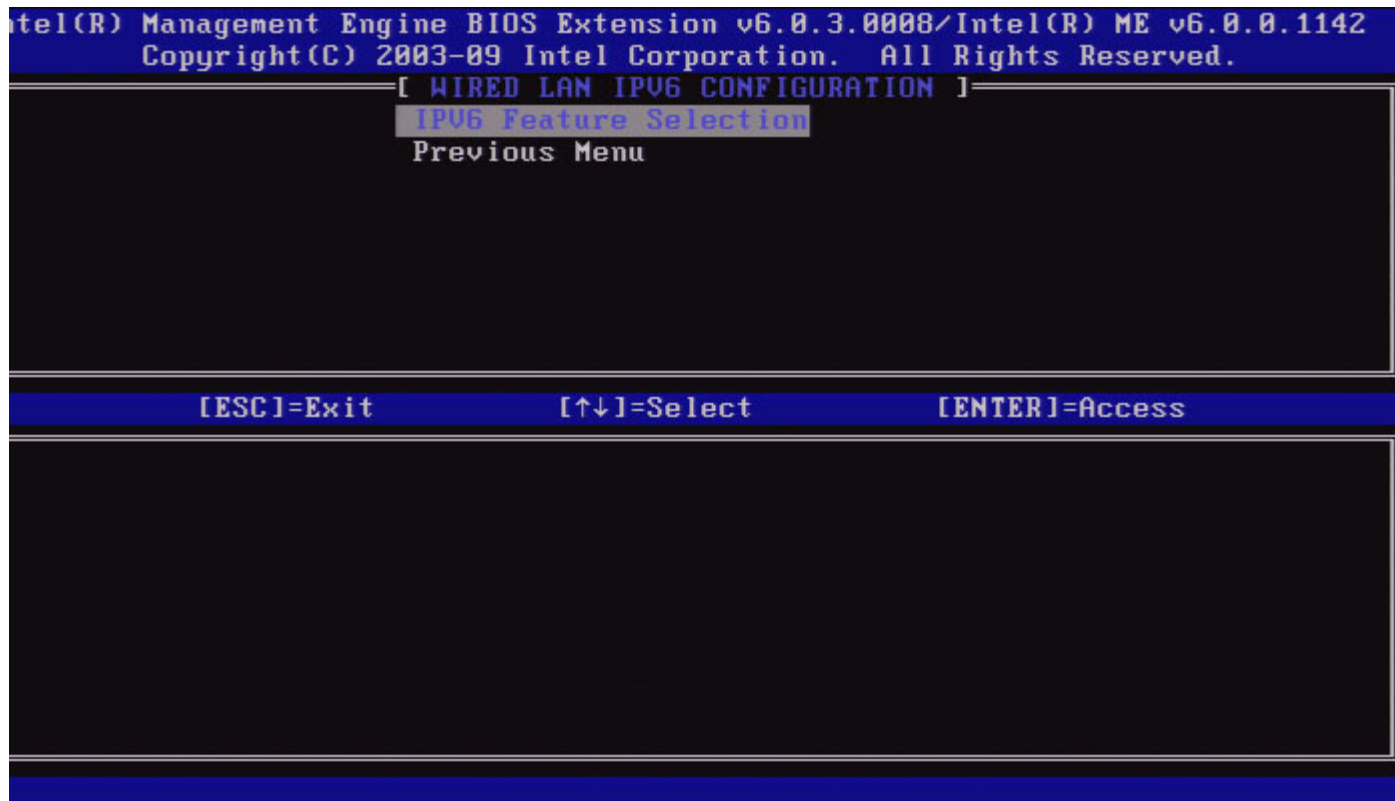 ntel(R) Management Engine BIOS Extension v6.0.3.0008/Intel(R) ME v6.0.0.1142
Copyright(C) 2003-09 Intel Corporation. All Rights Reserved.
[ WIRED LAN IPV6 CONFIGURATION ]
IPV6 Feature Selection
Previous Menu
[ESC]=Exit [↑↓]=Select [ENTER]=Access